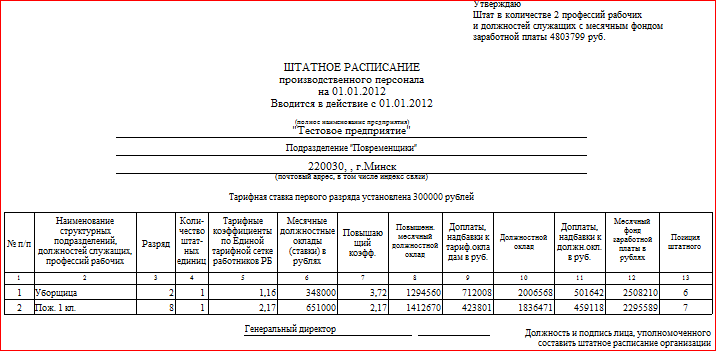 Утверждаю
Штат в количестве 2 профессий рабочих
и должностей служащих с месячным фондом
заработной платы 4803799 руб.
ШТАТНОЕ РАСПИСАНИЕ
производственного персонала
на 01.01.2012
Вводится в действие с 01.01.2012
(полное наименование предприятия)
"Тестовое предприятие"
Подразделение "Повременщики"
220030, , г.Минск
(почтовый адрес, в том числе индекс связи)
Тарифная ставка первого разряда установлена 300000 рублей
№ п/п | Наименование структурных подразделений, должностей служащих, профессий рабочих | Разряд | Коли-чество штат-ных единиц | Тарифные коэффициенты по Единой тарифной сетке работников РБ | Месячные должностные оклады (ставки) в рублях | Повышаю щий коэфф. | Повышенн. месячный должностной оклад | Доплаты, надбавки к тариф.окла дам в руб. | Должностной оклад | Доплаты, надбавки к должн.окл. в руб. | Месячный фонд заработной платы в рублях | Позиция штатного
1 2 3 4 5 6 7 8 9 10 11 12 13
1 Уборщица 2 1 1,16 348000 3,72 1294560 712008 2006568 501642 2508210 6
2 Пож. 1 кл. 8 1 2,17 651000 2,17 1412670 423801 1836471 459118 2295589 7
Генеральный директор
Должность и подпись лица, уполномоченного
составить штатное расписание организации